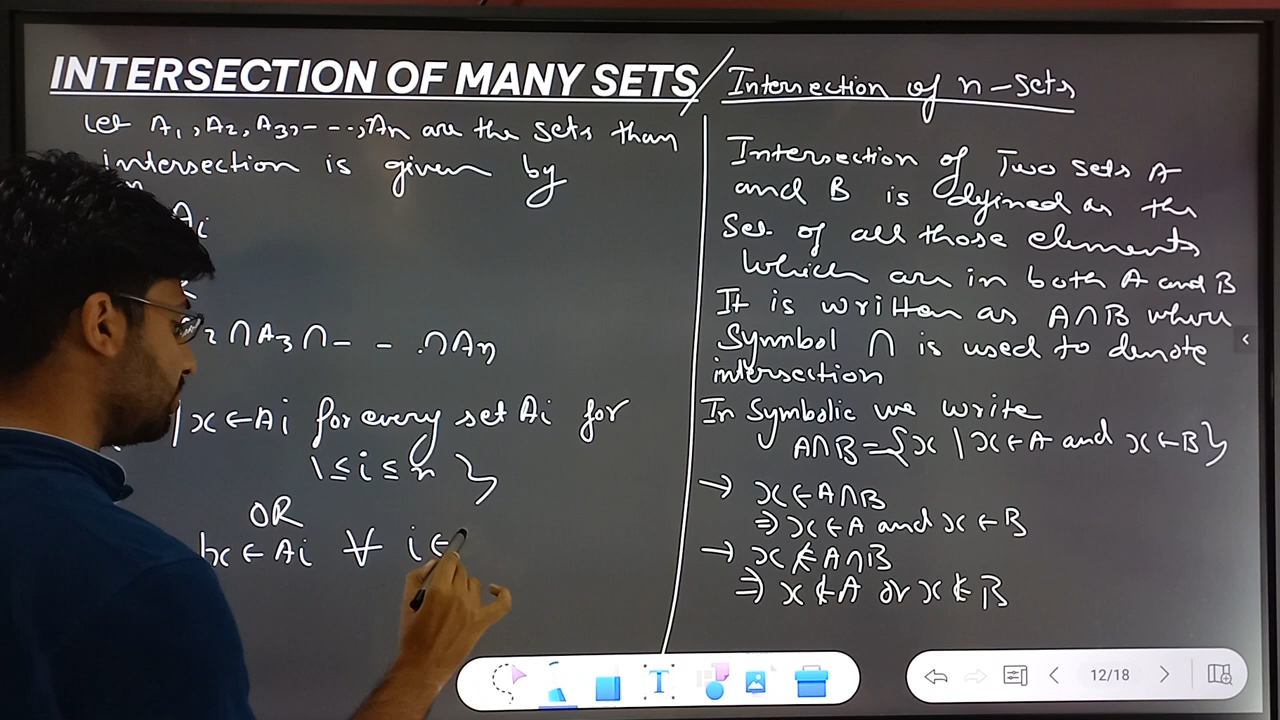 INTERSECTION OF MANY SETS / Intersection of n-sets
Let A₁, A₂, A₃, - - -, An are the sets than
intersection is given by
n
Ai
₂ ∩ A₃ ∩ - - . ∩ An
| x ∈ Ai for every set Ai for
1 ≤ i ≤ n }
OR
x ∈ Ai ∀ i ∈
Intersection of Two sets A
and B is defined as the
Set of all those elements
which are in both A and B
It is written as A∩B where
Symnbol ∩ is used to denote
intersection
In Symbolic we write
A∩B = {x | x ∈ A and x ∈ B}
→ x ∈ A∩B
⇒ x ∈ A and x ∈ B
→ x ∉ A∩B
⇒ x ∉ A or x ∉ B
T
12/18